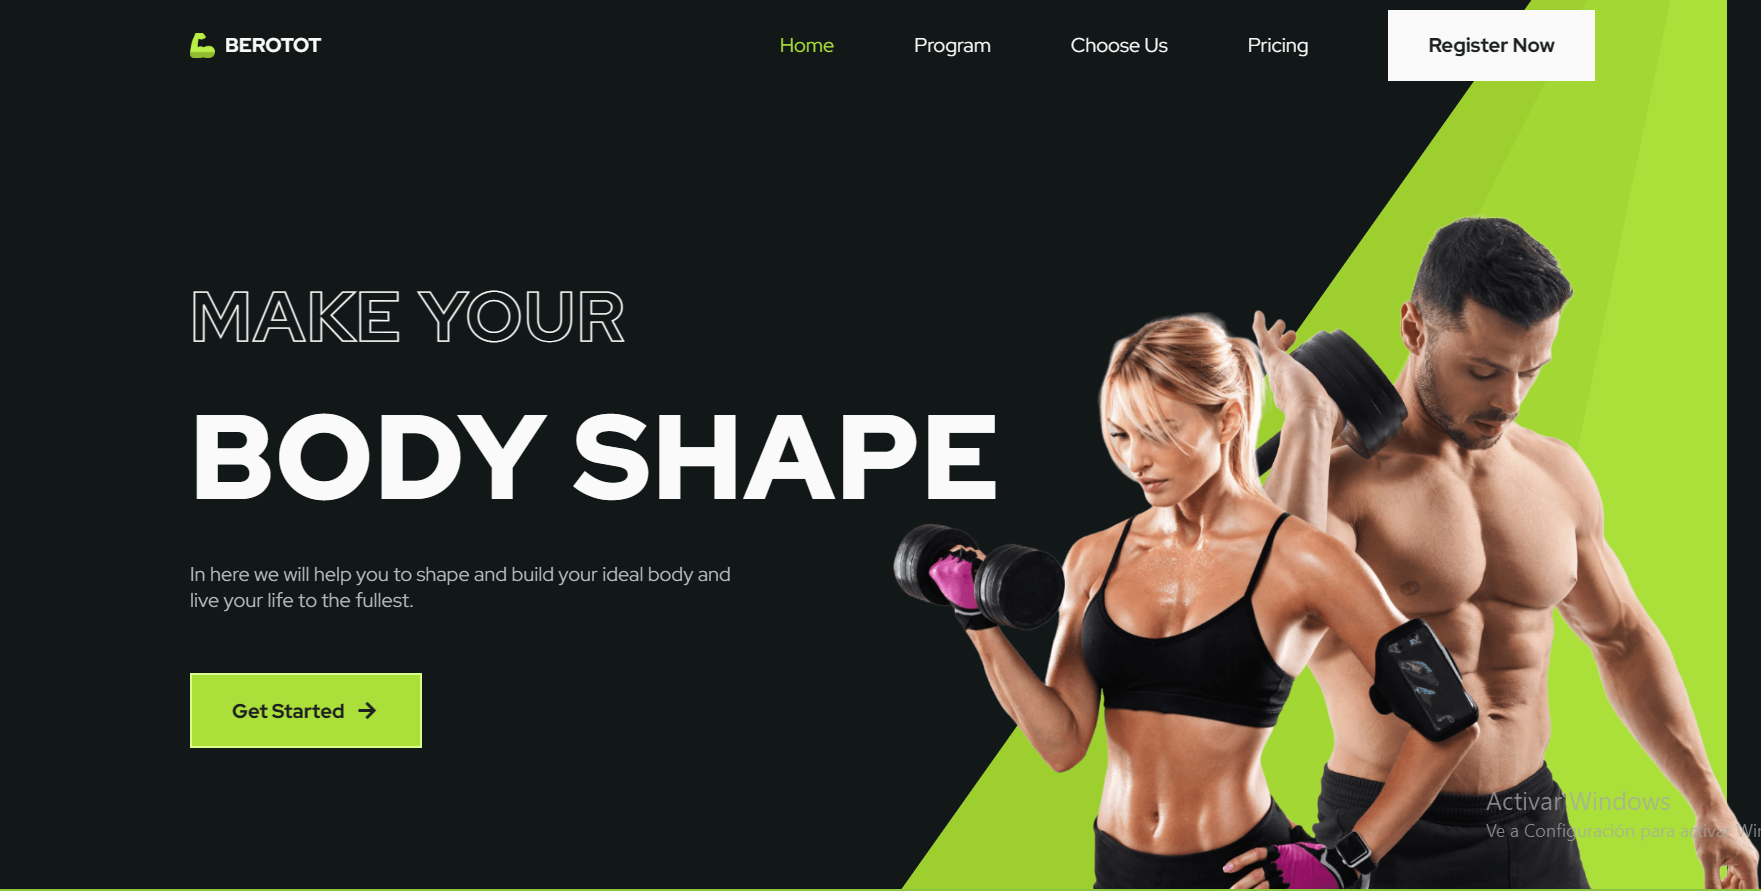 BEROTOT
Home
Program
Choose Us
Pricing
Register Now
MAKE YOUR
BODY SHAPE
In here we will help you to shape and build your ideal body and
live your life to the fullest.
Get Started
Activar Windows
Ve a Configuración para activar Win